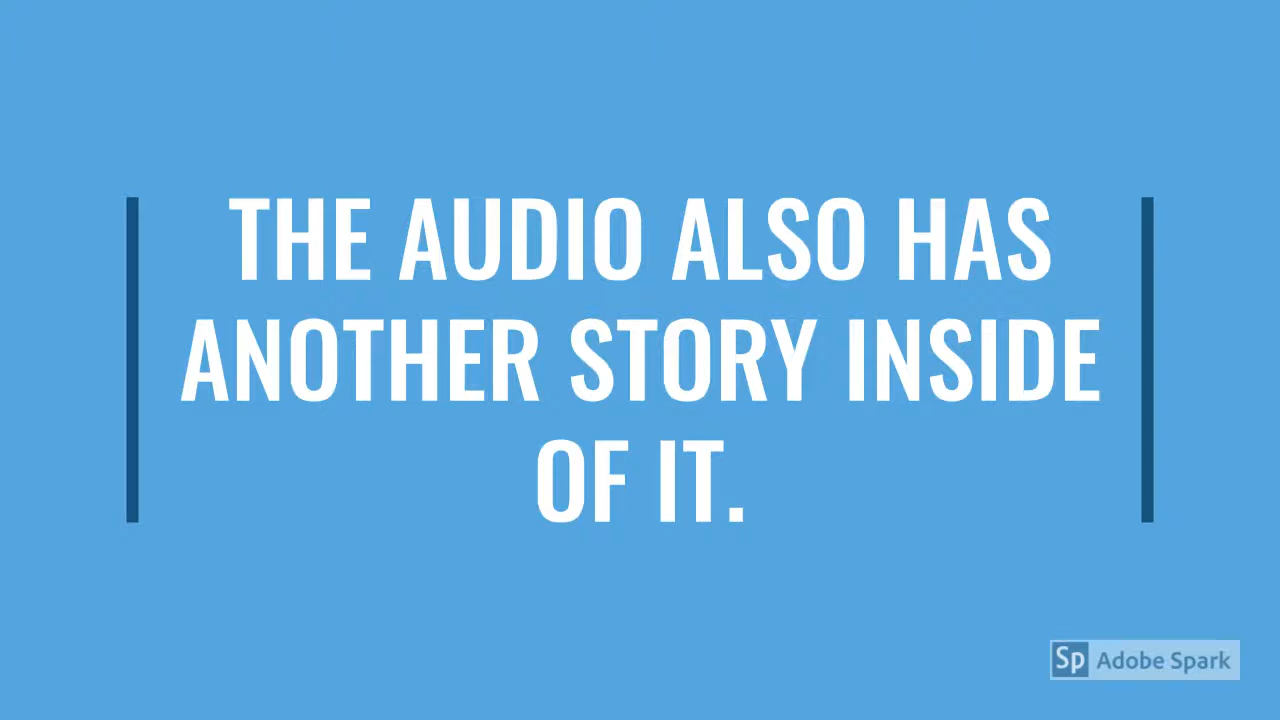 THE AUDIO ALSO HAS
ANOTHER STORY INSIDE
OF IT.
Sp Adobe Spark